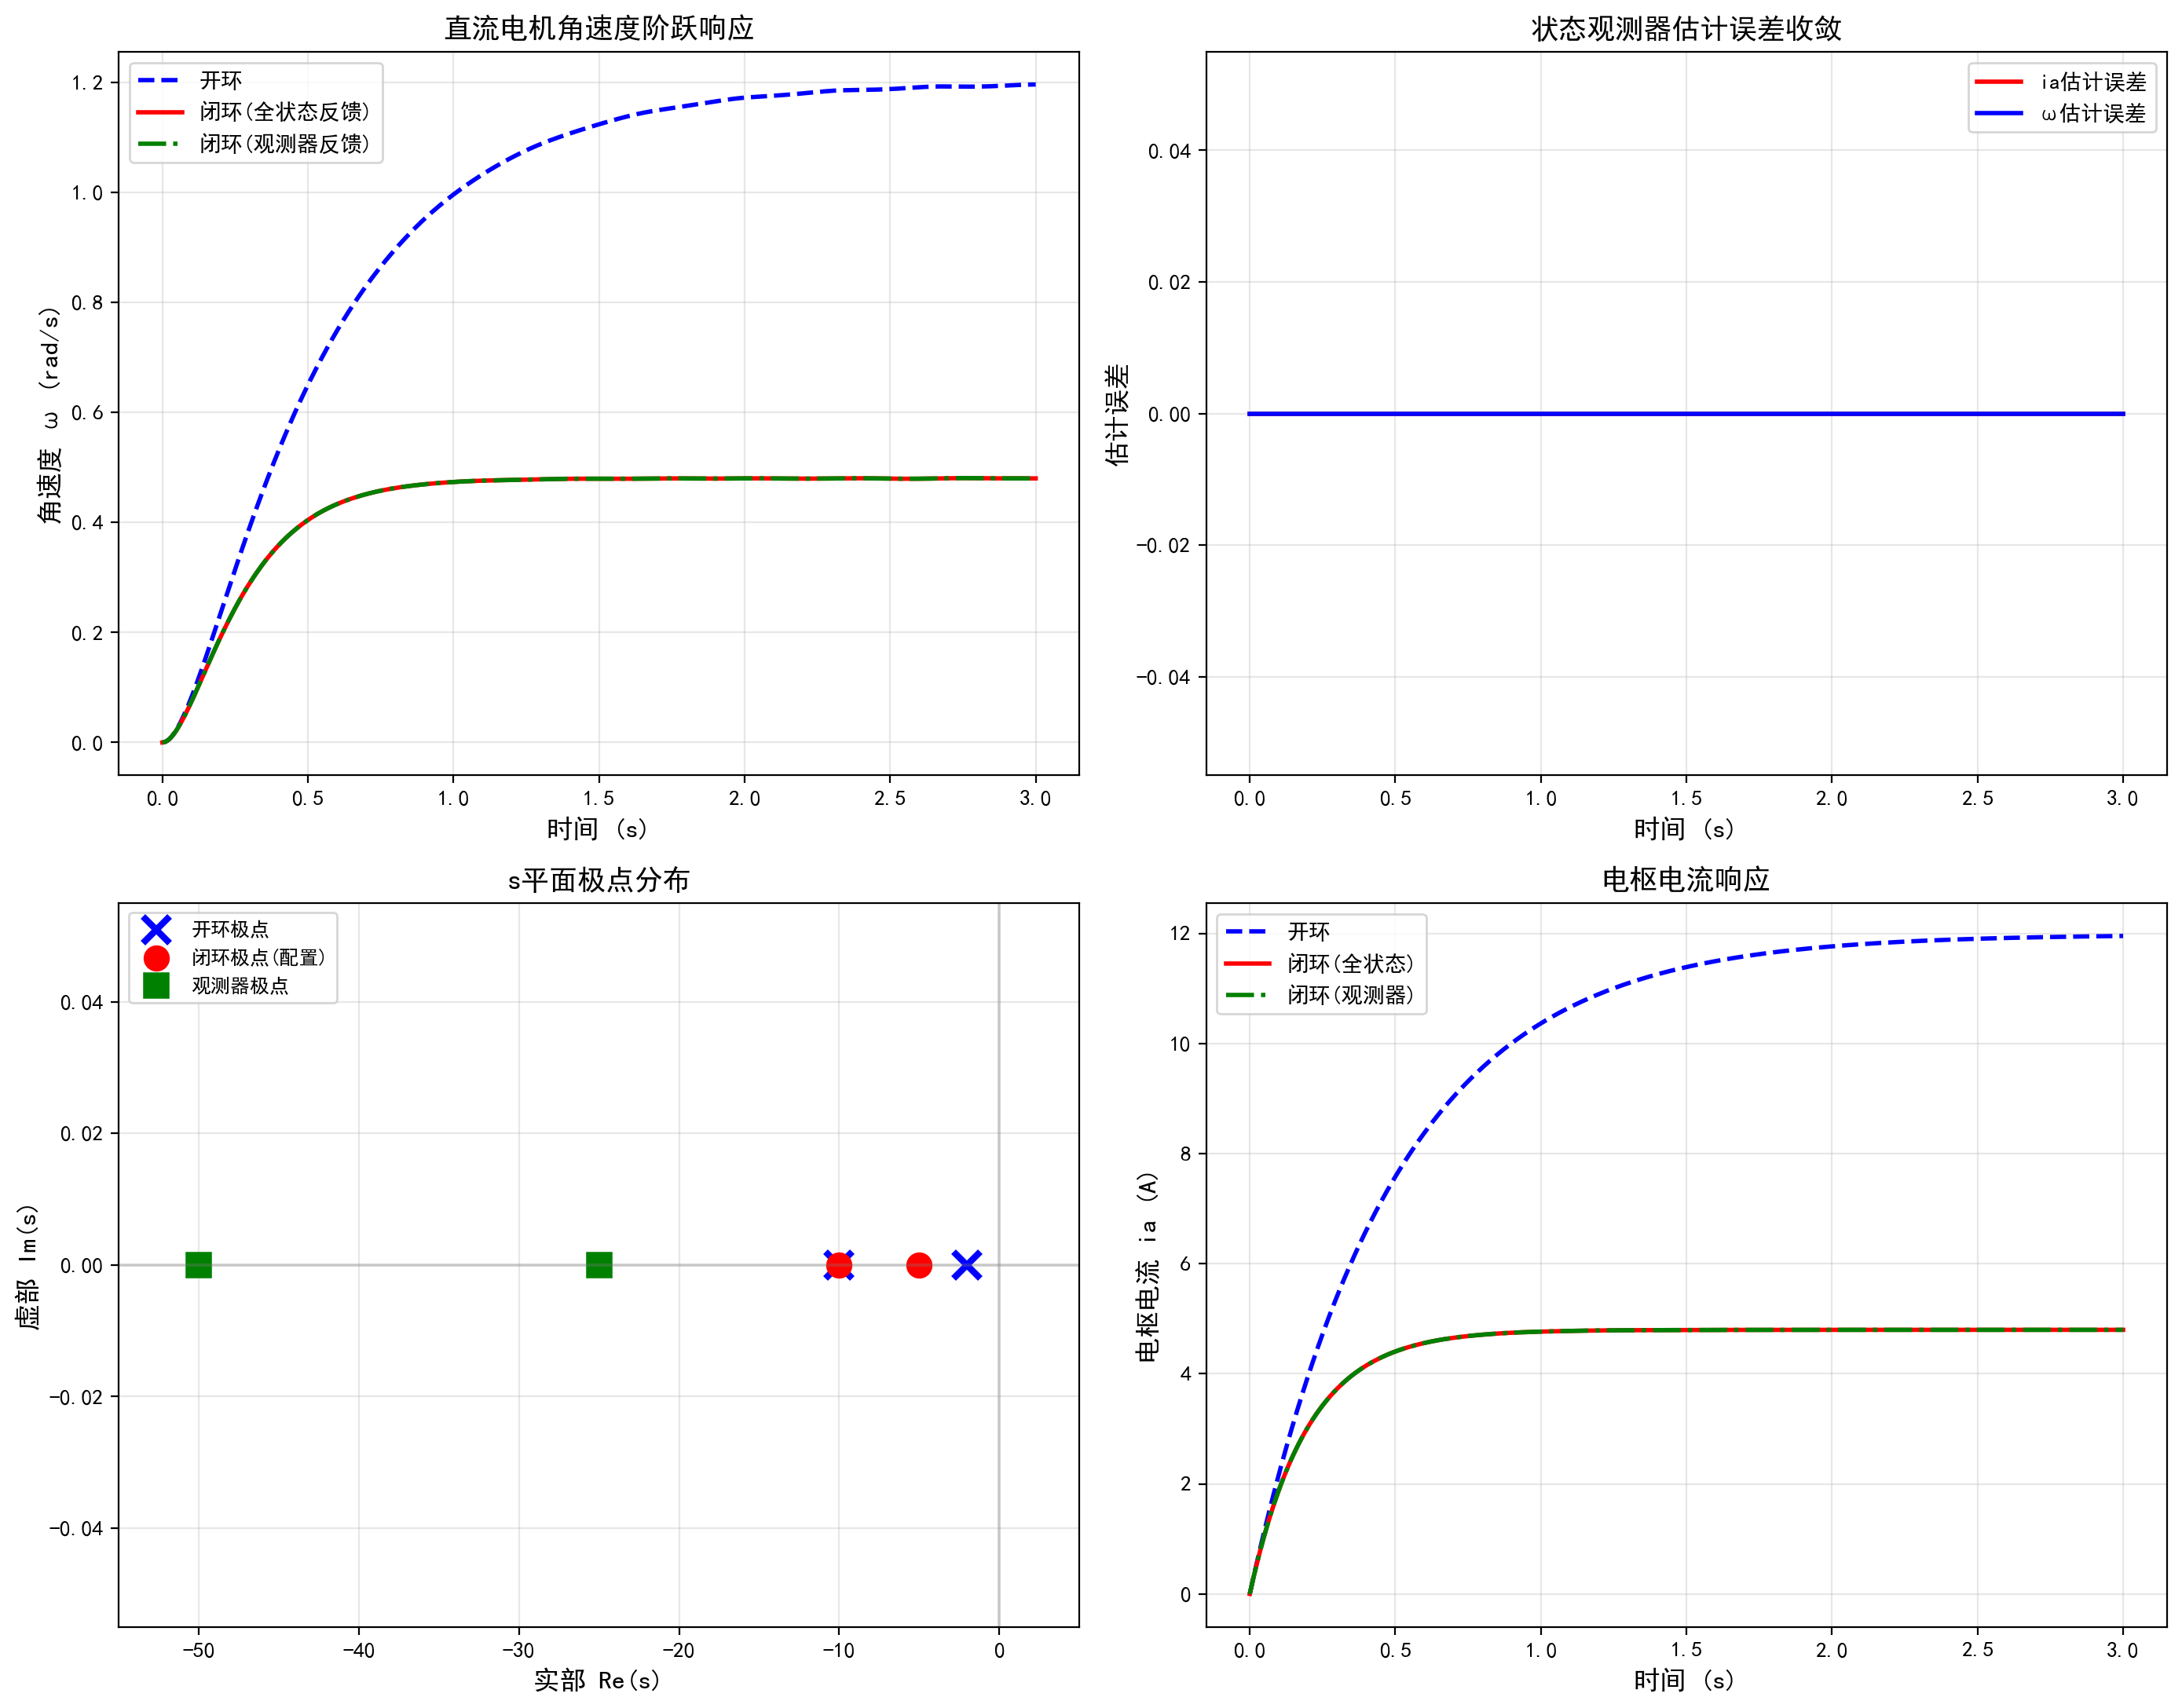 直流电机角速度阶跃响应
开环
闭环(全状态反馈)
闭环(观测器反馈)
1.2
1.0
0.8
0.6
0.4
0.2
0.0
角速度 ω (rad/s)
0.0 0.5 1.0 1.5 2.0 2.5 3.0
时间 (s)
状态观测器估计误差收敛
ia估计误差
ω估计误差
0.04
0.02
0.00
−0.02
−0.04
估计误差
0.0 0.5 1.0 1.5 2.0 2.5 3.0
时间 (s)
s平面极点分布
开环极点
闭环极点(配置)
观测器极点
0.04
0.02
0.00
−0.02
−0.04
虚部 Im(s)
−50 −40 −30 −20 −10 0
实部 Re(s)
电枢电流响应
开环
闭环(全状态)
闭环(观测器)
12
10
8
6
4
2
0
电枢电流 ia (A)
0.0 0.5 1.0 1.5 2.0 2.5 3.0
时间 (s)